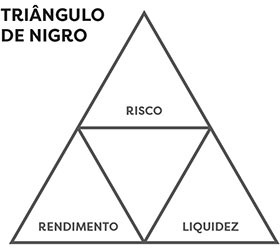 TRIÂNGULO
DE NIGRO
RISCO
RENDIMENTO
LIQUIDEZ